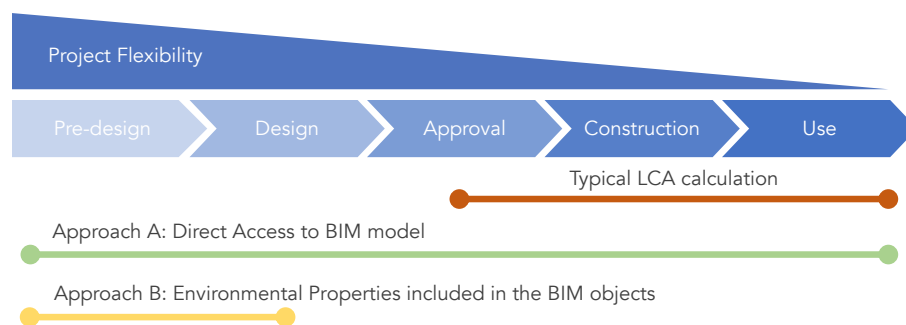 Project Flexibility
Pre-design
Design
Approval
Construction
Use
Typical LCA calculation
Approach A: Direct Access to BIM model
Approach B: Environmental Properties included in the BIM objects